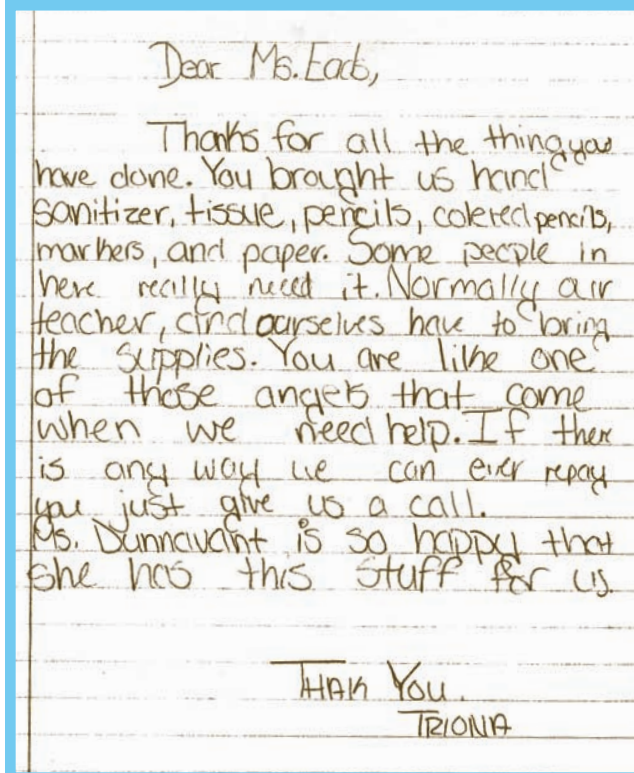 Dear Ms. Eads,
Thanks for all the thing you
have done. You brought us hand
sanitizer, tissue, pencils, colered pencils,
markers, and paper. Some people in
here really need it. Normally our
teacher, and ourselves have to bring
the supplies. You are like one
of those angels that come
when we need help. If there
is any way we can ever repay
you just give us a call.
Ms. Dunnavant is so happy that
she has this stuff for us.
THAK YOU.
TRIONA